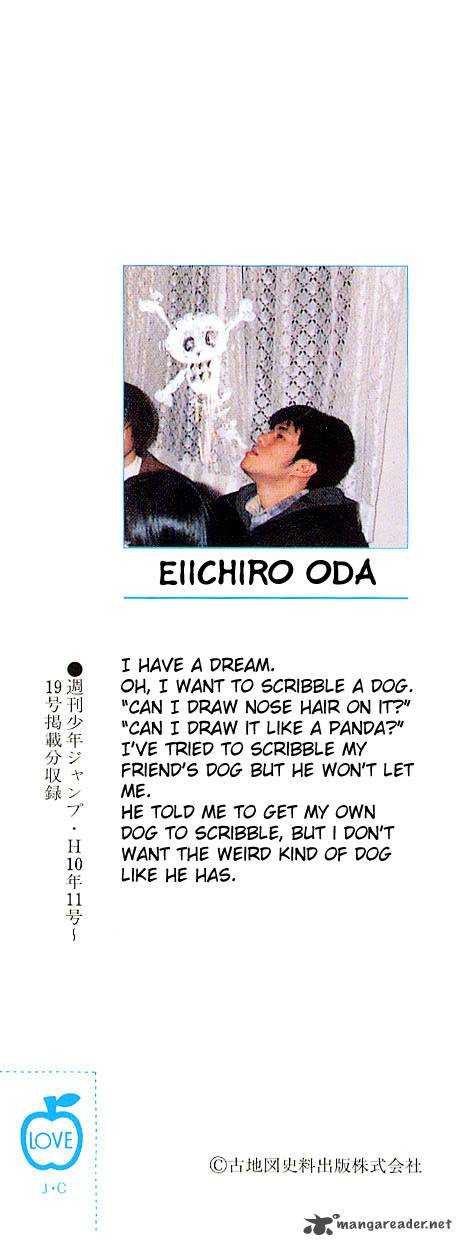 EIICHIRO ODA
I HAVE A DREAM.
OH, I WANT TO SCRIBBLE A DOG.
"CAN I DRAW NOSE HAIR ON IT?"
"CAN I DRAW IT LIKE A PANDA?"
I'VE TRIED TO SCRIBBLE MY
FRIEND'S DOG BUT HE WON'T LET
ME.
HE TOLD ME TO GET MY OWN
DOG TO SCRIBBLE, BUT I DON'T
WANT THE WEIRD KIND OF DOG
LIKE HE HAS.
●週刊少年ジャンプ・H10年11号~
19号掲載分収録
LOVE
J・C
©古地図史料出版株式会社
mangareader.net